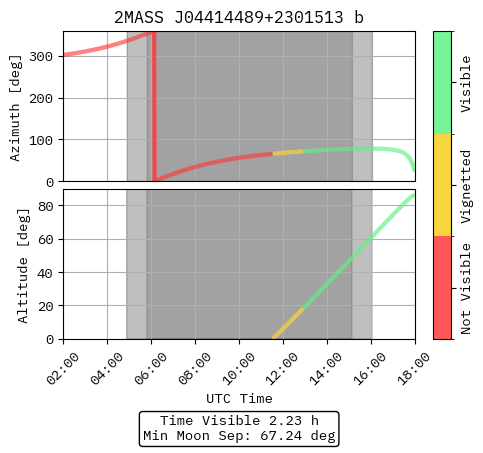 2MASS J04414489+2301513 b
Azimuth [deg]
300
200
100
0
Altitude [deg]
80
60
40
20
0
02:00
04:00
06:00
08:00
10:00
12:00
14:00
16:00
18:00
UTC Time
Visible
Vignetted
Not Visible
Time Visible 2.23 h
Min Moon Sep: 67.24 deg